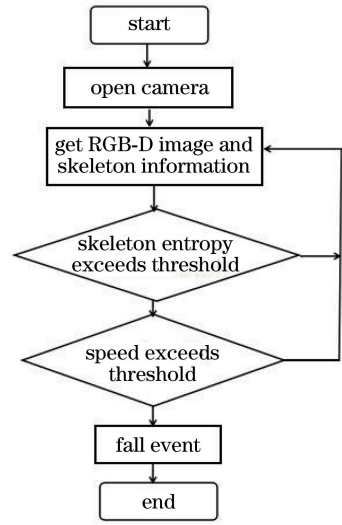 start
open camera
get RGB-D image and
skeleton information
skeleton entropy
exceeds threshold
speed exceeds
threshold
fall event
end